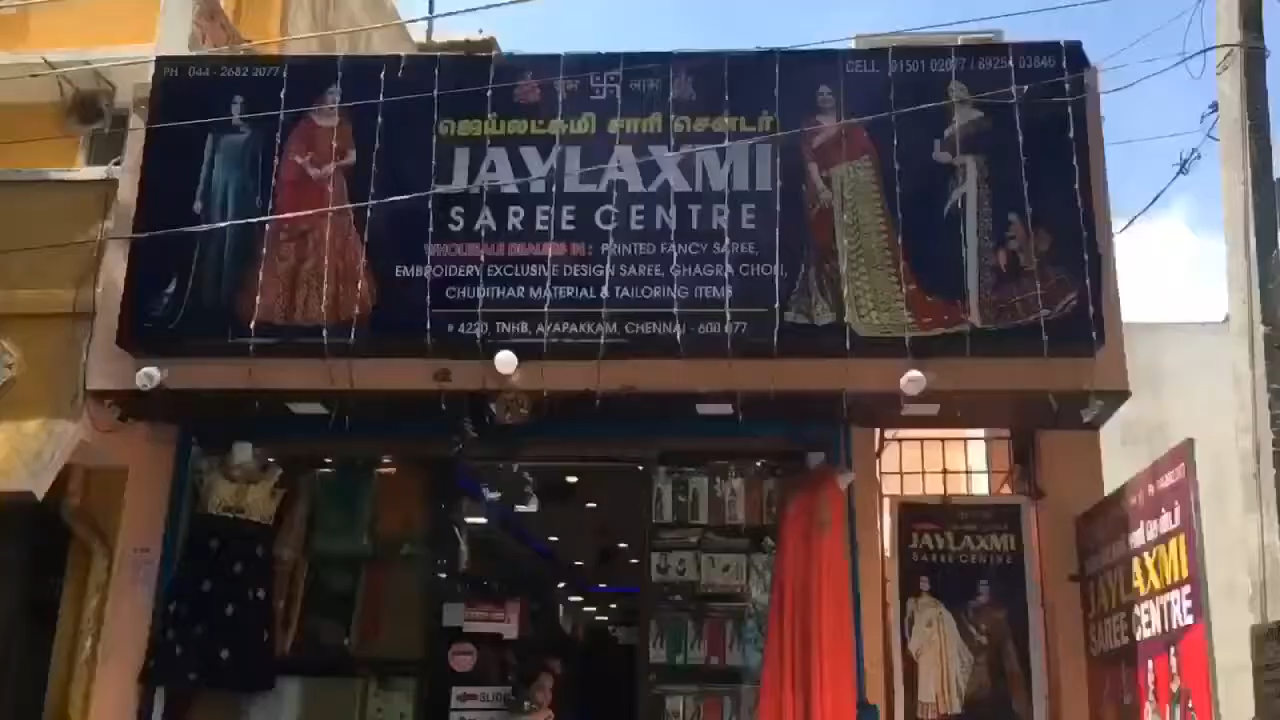 PH 044 - 2682 2077
CELL 91501 02077 / 89254 03846
शुभ लाभ
ஜெய்லட்சுமி சாரி சென்டர்
JAYLAXMI
SAREE CENTRE
WHOLESALE DEALERS IN : PRINTED FANCY SAREE,
EMBROIDERY EXCLUSIVE DESIGN SAREE, GHAGRA CHOLI,
CHUDITHAR MATERIAL & TAILORING ITEMS
# 4220, TNHB, AYAPAKKAM, CHENNAI - 600 077
JAYLAXMI
SAREE CENTRE
JAYLAXMI
SAREE CENTRE